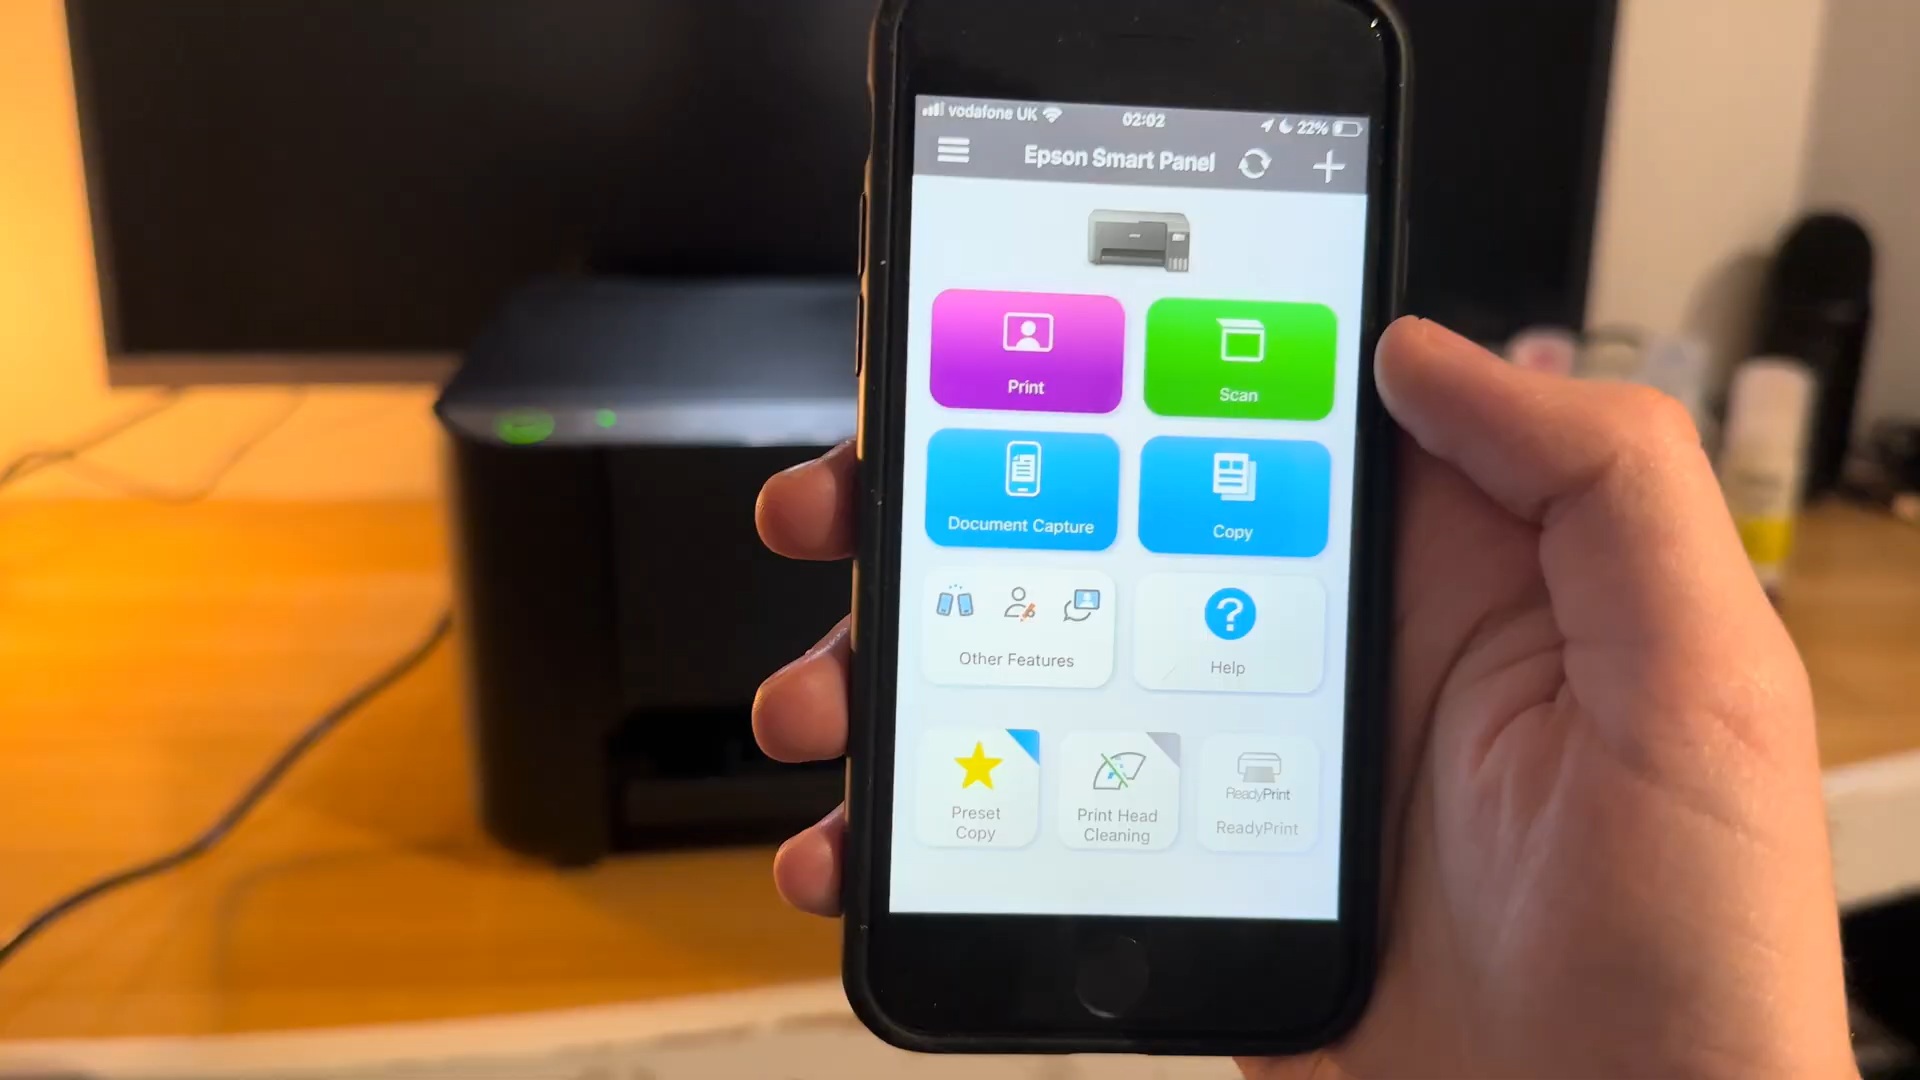 vodafone UK 02:02 22%
Epson Smart Panel
Print
Scan
Document Capture
Copy
Other Features
?
Help
Preset
Copy
Print Head
Cleaning
ReadyPrint
ReadyPrint